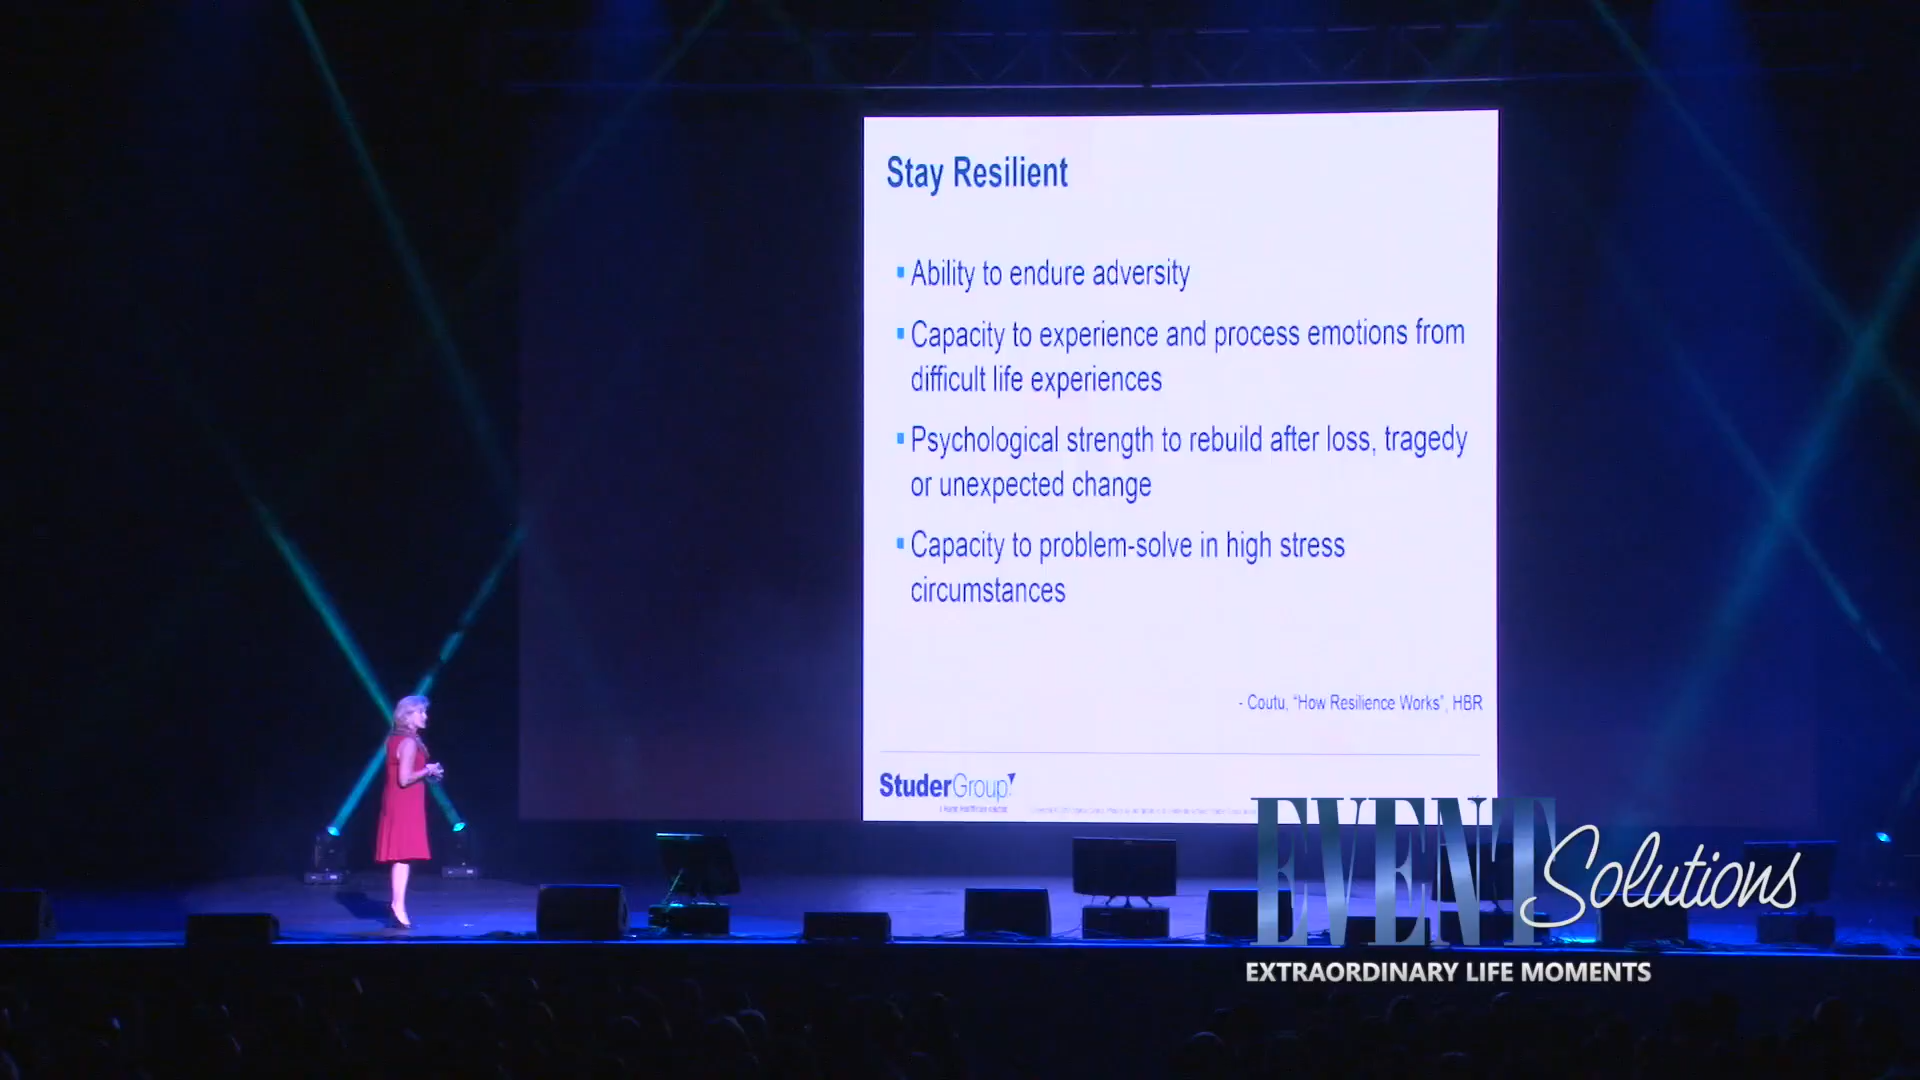 Stay Resilient
Ability to endure adversity
Capacity to experience and process emotions from
difficult life experiences
Psychological strength to rebuild after loss, tragedy
or unexpected change
Capacity to problem-solve in high stress
circumstances
- Coutu, “How Resilience Works”, HBR
StuderGroup
EVENT Solutions
EXTRAORDINARY LIFE MOMENTS